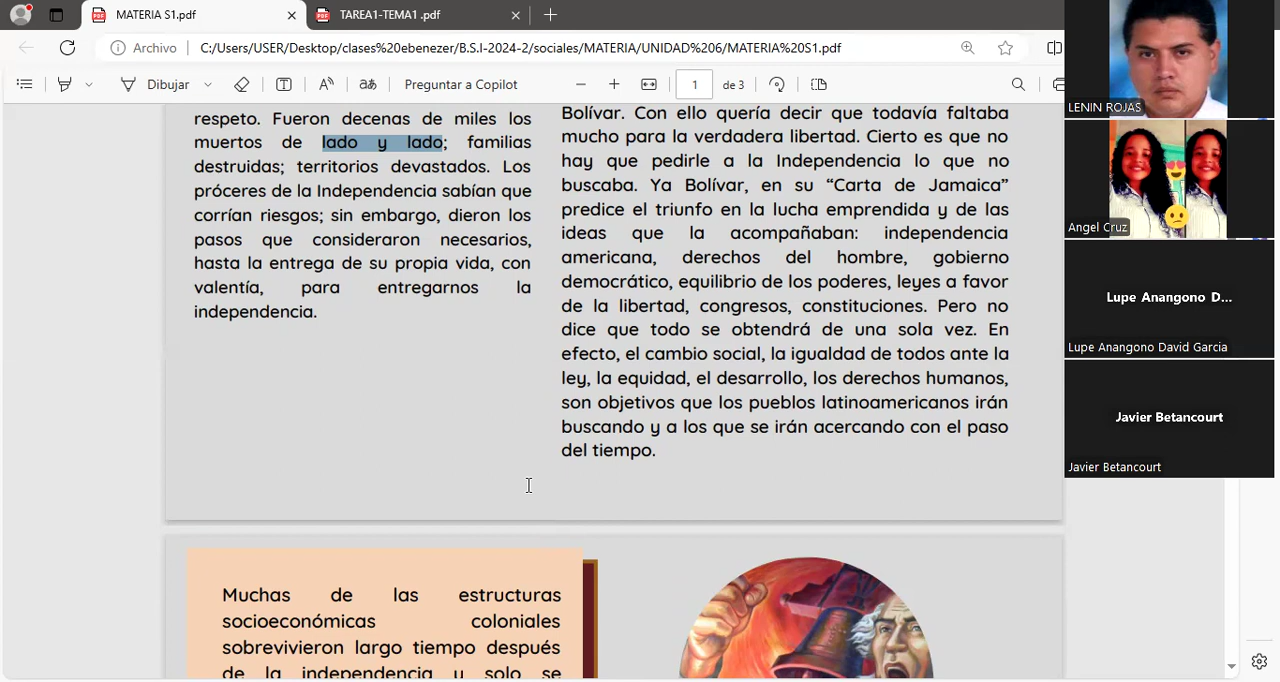 MATERIA S1.pdf
TAREA1-TEMA1 .pdf
Archivo
C:/Users/USER/Desktop/clases%20ebenezer/B.S.I-2024-2/sociales/MATERIA/UNIDAD%206/MATERIA%20S1.pdf
Dibujar
aあ
Preguntar a Copilot
1
de 3
respeto. Fueron decenas de miles los
muertos de lado y lado; familias
destruidas; territorios devastados. Los
próceres de la Independencia sabían que
corrían riesgos; sin embargo, dieron los
pasos que consideraron necesarios,
hasta la entrega de su propia vida, con
valentía, para entregarnos la
independencia.
Bolívar. Con ello quería decir que todavía faltaba
mucho para la verdadera libertad. Cierto es que no
hay que pedirle a la Independencia lo que no
buscaba. Ya Bolívar, en su “Carta de Jamaica”
predice el triunfo en la lucha emprendida y de las
ideas que la acompañaban: independencia
americana, derechos del hombre, gobierno
democrático, equilibrio de los poderes, leyes a favor
de la libertad, congresos, constituciones. Pero no
dice que todo se obtendrá de una sola vez. En
efecto, el cambio social, la igualdad de todos ante la
ley, la equidad, el desarrollo, los derechos humanos,
son objetivos que los pueblos latinoamericanos irán
buscando y a los que se irán acercando con el paso
del tiempo.
Muchas de las estructuras
socioeconómicas coloniales
sobrevivieron largo tiempo después
de la independencia y solo se
LENIN ROJAS
Angel Cruz
Lupe Anangono D...
Lupe Anangono David Garcia
Javier Betancourt
Javier Betancourt